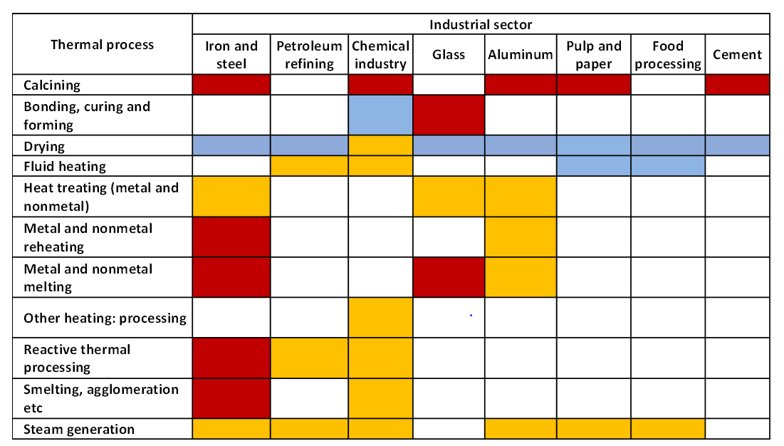 Thermal process
Industrial sector
Iron and
steel
Petroleum
refining
Chemical
industry
Glass
Aluminum
Pulp and
paper
Food
processing
Cement
Calcining
Bonding, curing and
forming
Drying
Fluid heating
Heat treating (metal and
nonmetal)
Metal and nonmetal
reheating
Metal and nonmetal
melting
Other heating: processing
Reactive thermal
processing
Smelting, agglomeration
etc
Steam generation